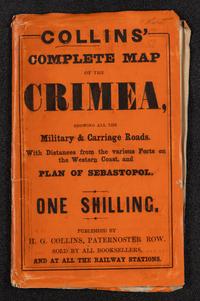 COLLINS'
COMPLETE MAP
OF THE
CRIMEA,
SHOWING ALL THE
Military & Carriage Roads.
With Distances from the various Ports on
the Western Coast, and
PLAN OF SEBASTOPOL.
ONE SHILLING.
PUBLISHED BY
H. G. COLLINS, PATERNOSTER ROW.
SOLD BY ALL BOOKSELLERS, .....
AND AT ALL THE RAILWAY STATIONS.